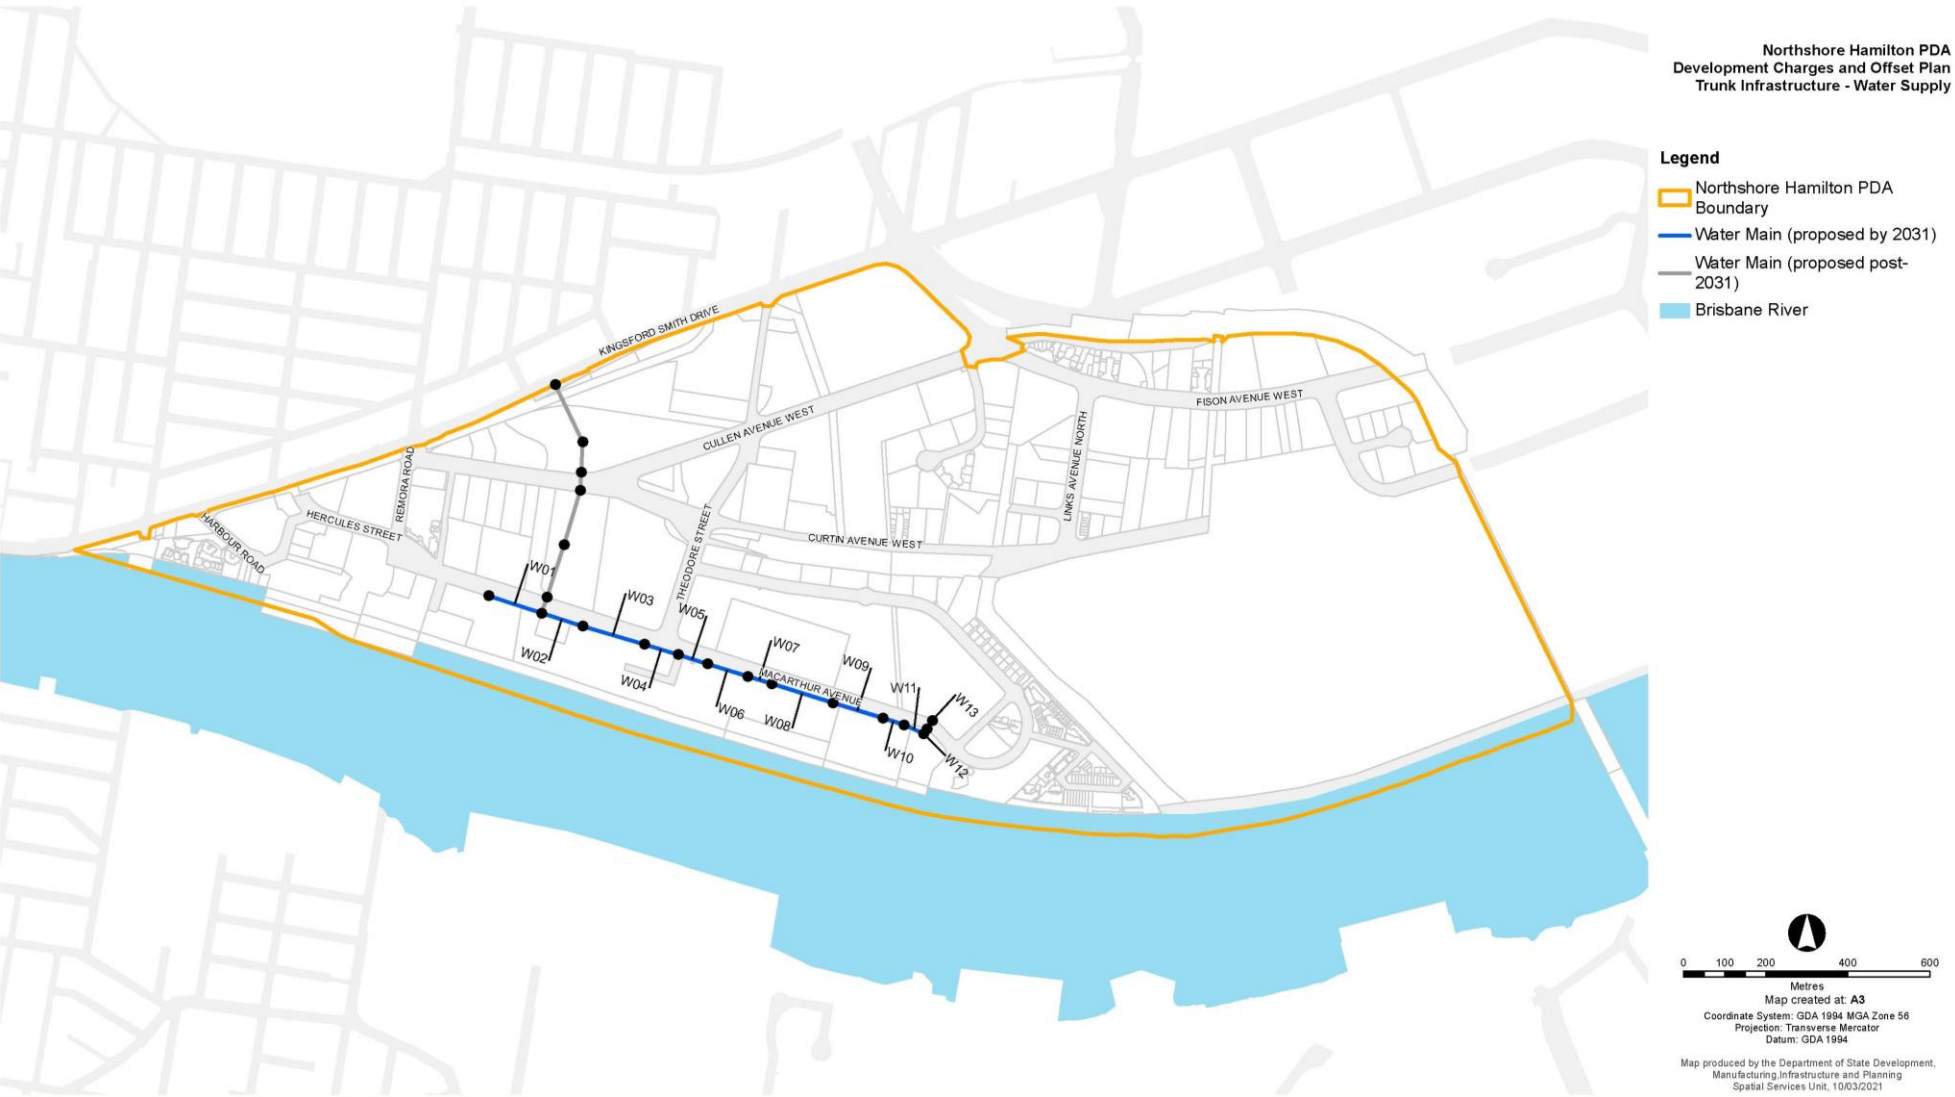 Northshore Hamilton PDA
Development Charges and Offset Plan
Trunk Infrastructure - Water Supply
Legend
Northshore Hamilton PDA
Boundary
Water Main (proposed by 2031)
Water Main (proposed post-
2031)
Brisbane River
KINGSFORD SMITH DRIVE
CULLEN AVENUE WEST
FISON AVENUE WEST
LINKS AVENUE NORTH
REMORA ROAD
HERCULES STREET
HARBOUR ROAD
THEODORE STREET
CURTIN AVENUE WEST
MACARTHUR AVENUE
W01
W02
W03
W04
W05
W06
W07
W08
W09
W10
W11
W12
W13
0 100 200 400 600
Metres
Map created at: A3
Coordinate System: GDA 1994 MGA Zone 56
Projection: Transverse Mercator
Datum: GDA 1994
Map produced by the Department of State Development,
Manufacturing,Infrastructure and Planning
Spatial Services Unit, 10/03/2021